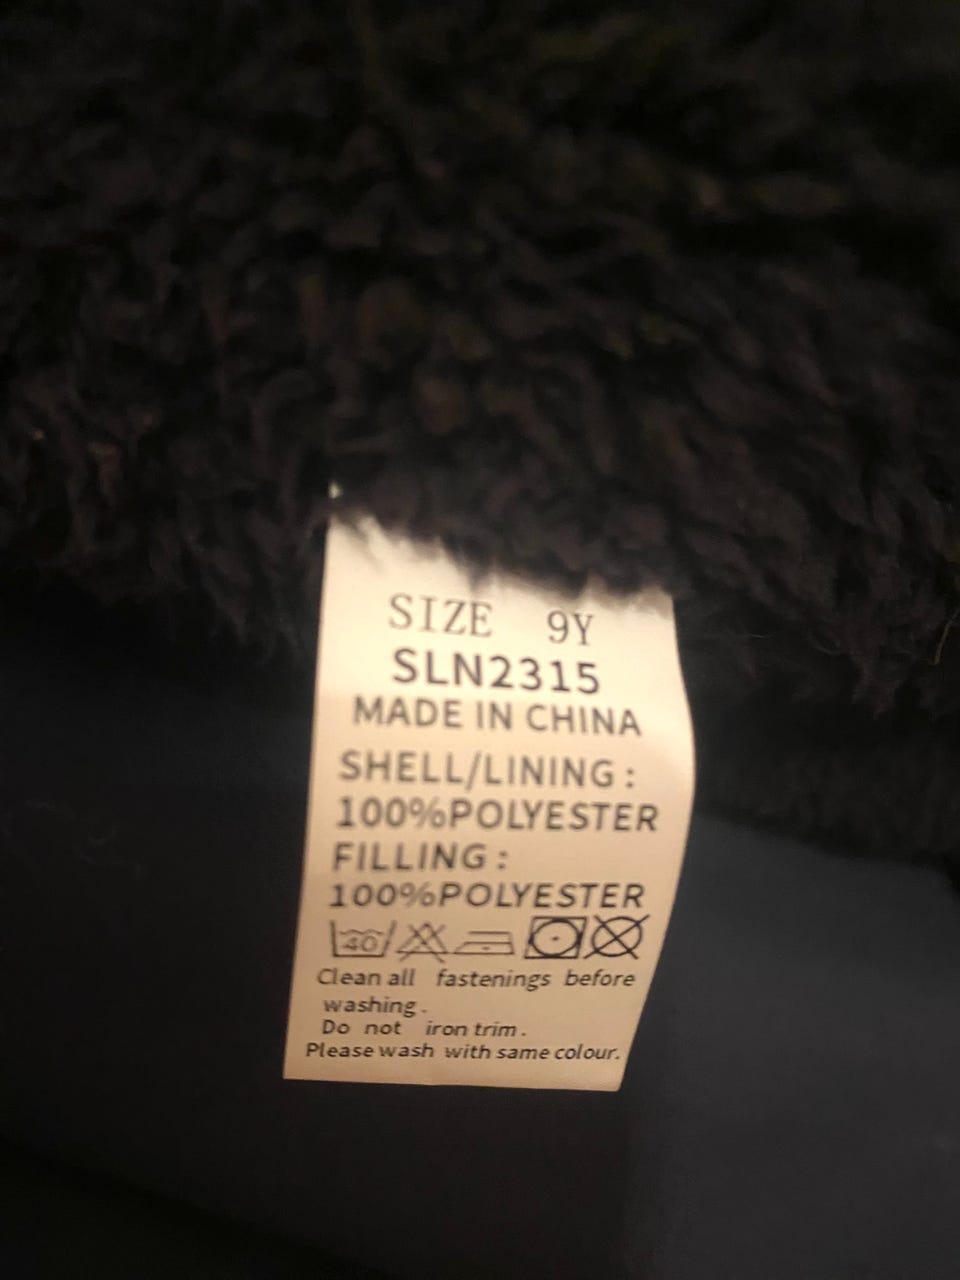 SIZE 9Y
SLN2315
MADE IN CHINA
SHELL/LINING :
100%POLYESTER
FILLING :
100%POLYESTER
40
Clean all fastenings before
washing.
Do not iron trim.
Please wash with same colour.